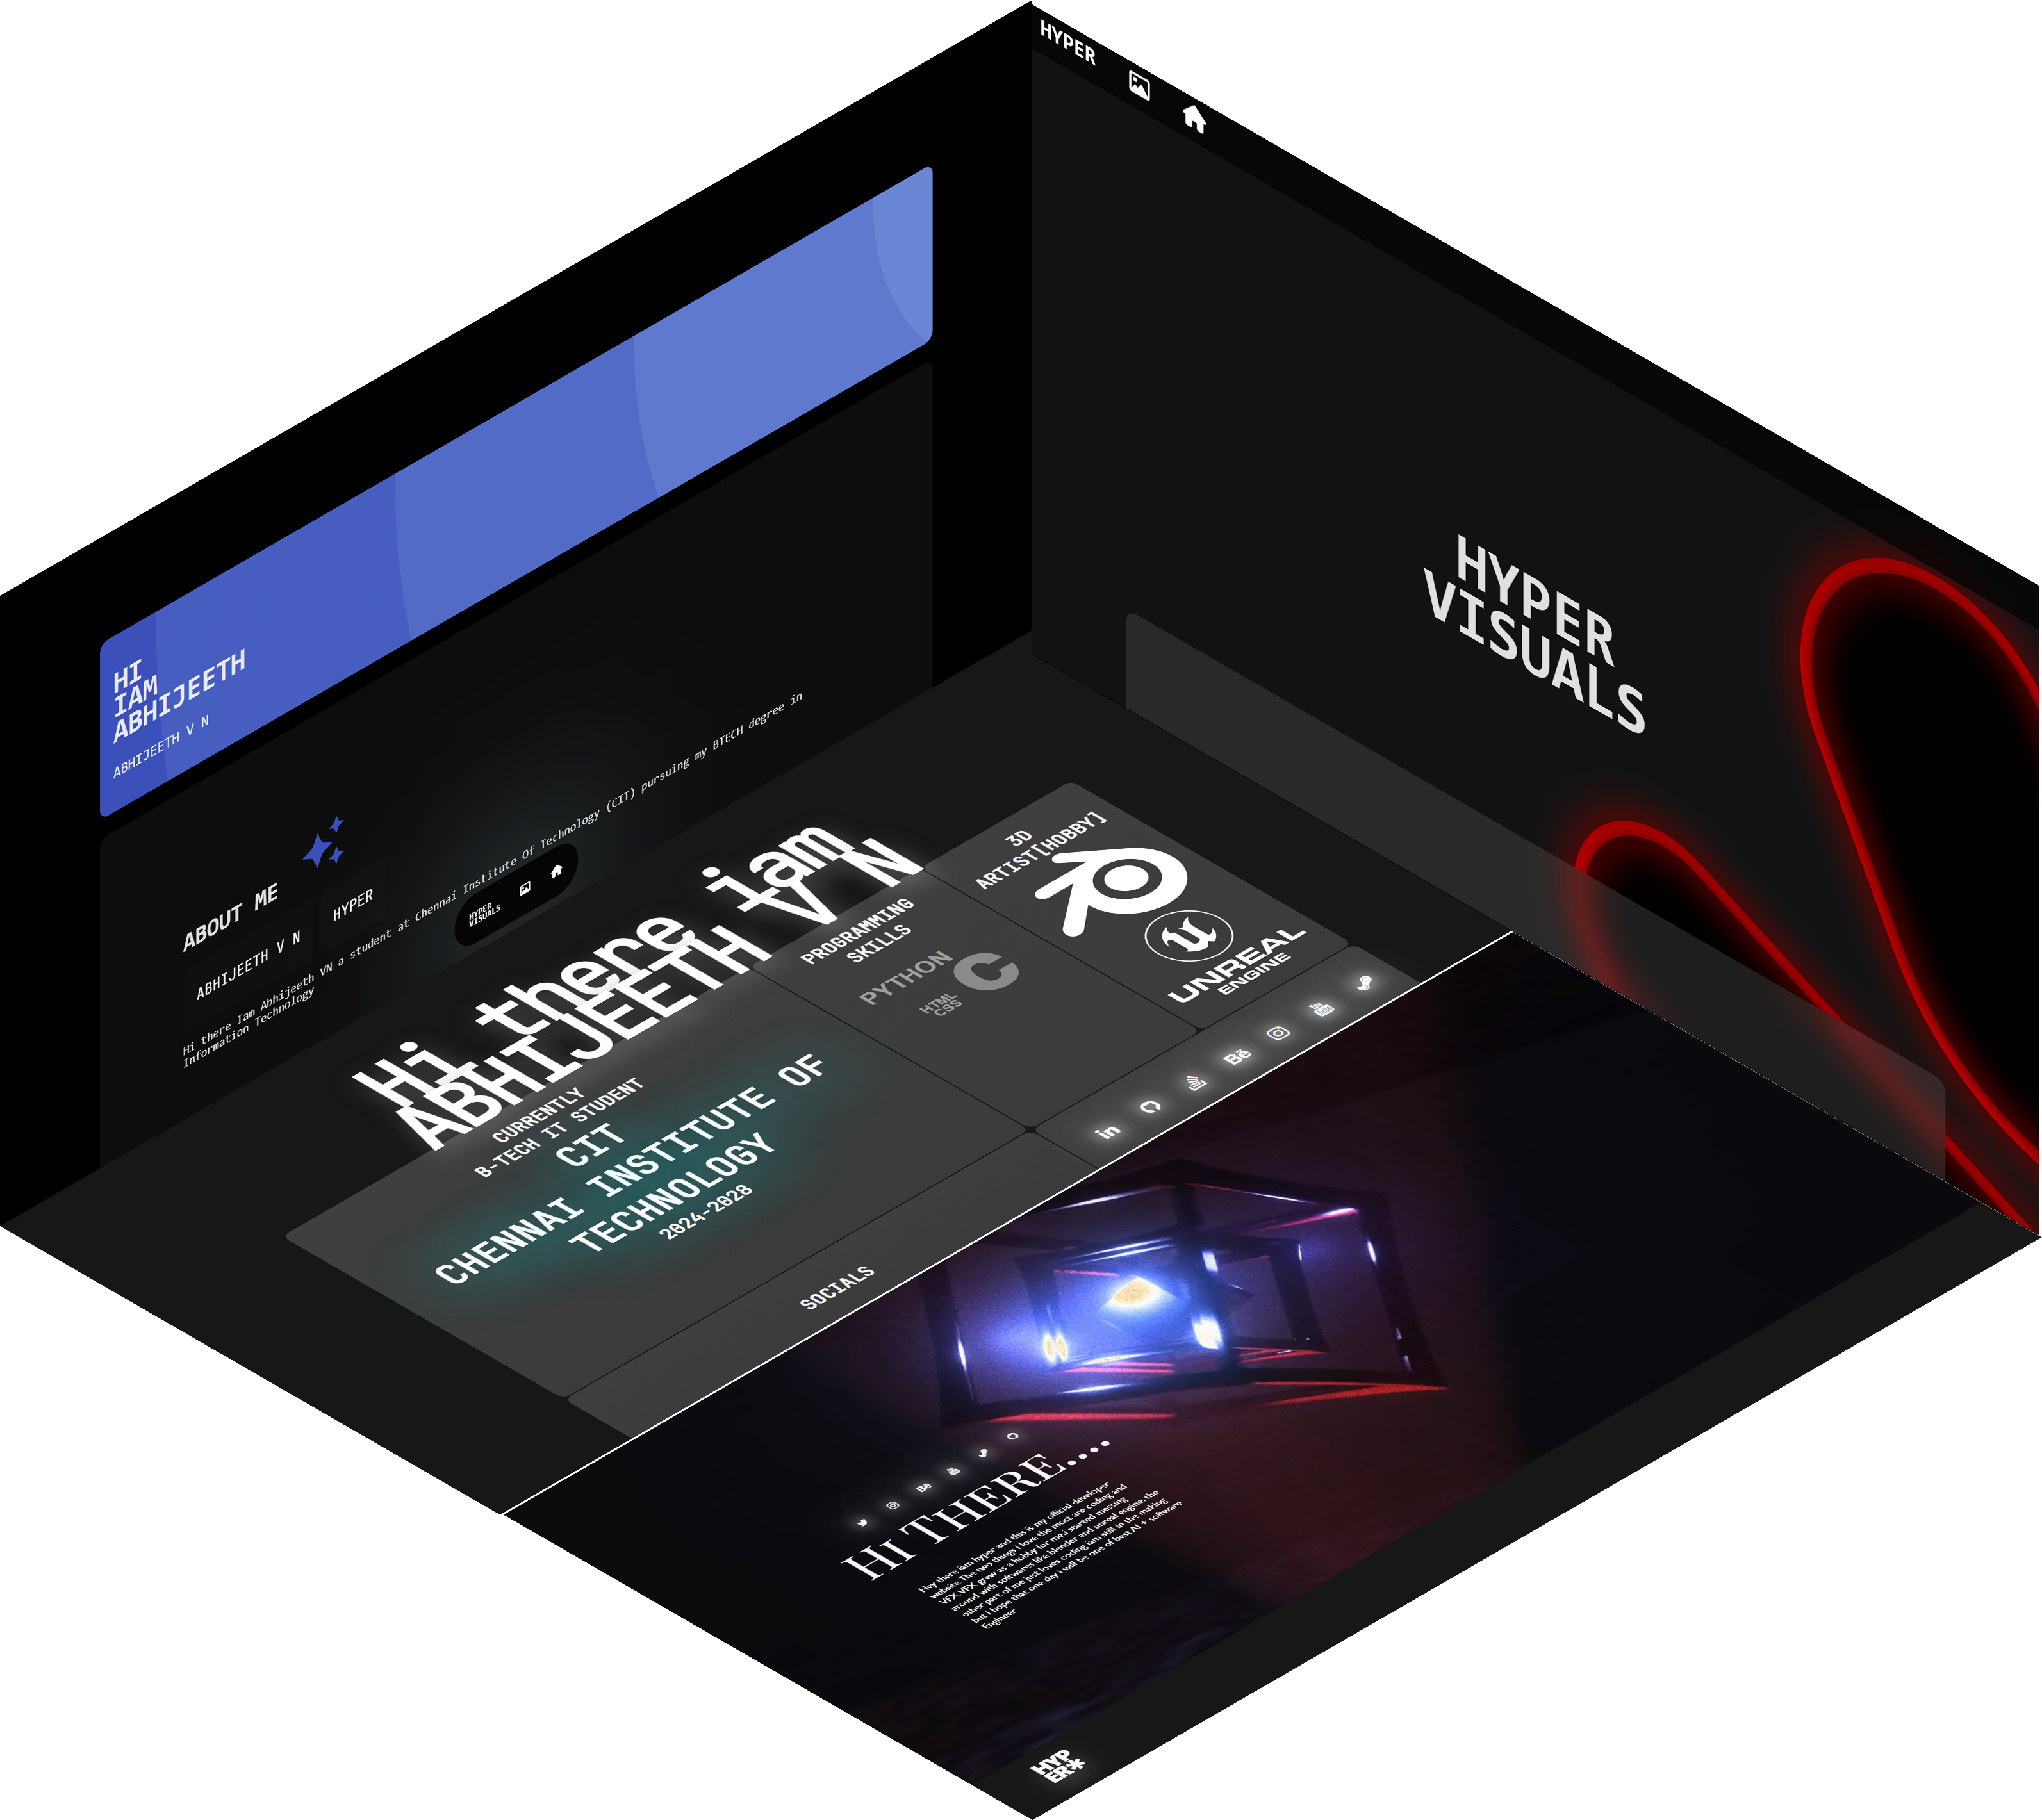 HYPER
HI
IAM
ABHIJEETH
ABHIJEETH V N
ABOUT ME
ABHIJEETH V N
HYPER
Hi there Iam Abhijeeth VN a student at Chennai Institute Of Technology (CIT) pursuing my BTECH degree in
Information Technology
HYPER
VISUALS
HYPER
VISUALS
Hi there iam
ABHIJEETH V N
CURRENTLY
B-TECH IT STUDENT
CIT
CHENNAI INSTITUTE OF
TECHNOLOGY
2024-2028
PROGRAMMING
SKILLS
PYTHON
C
HTML
CSS
3D
ARTIST[HOBBY]
UNREAL
ENGINE
SOCIALS
in
Bē
You
Tube
Bē
HI THERE....
Hey there iam hyper and this is my official developer
website.The two things i love the most are coding and
VFX.VFX grew as a hobby for me.i started messing
around with softwares like blender and unreal engine. the
other part of me just loves coding iam still in the making
but i hope that one day i will be one of best AI + software
Engineer
HYP
ER*